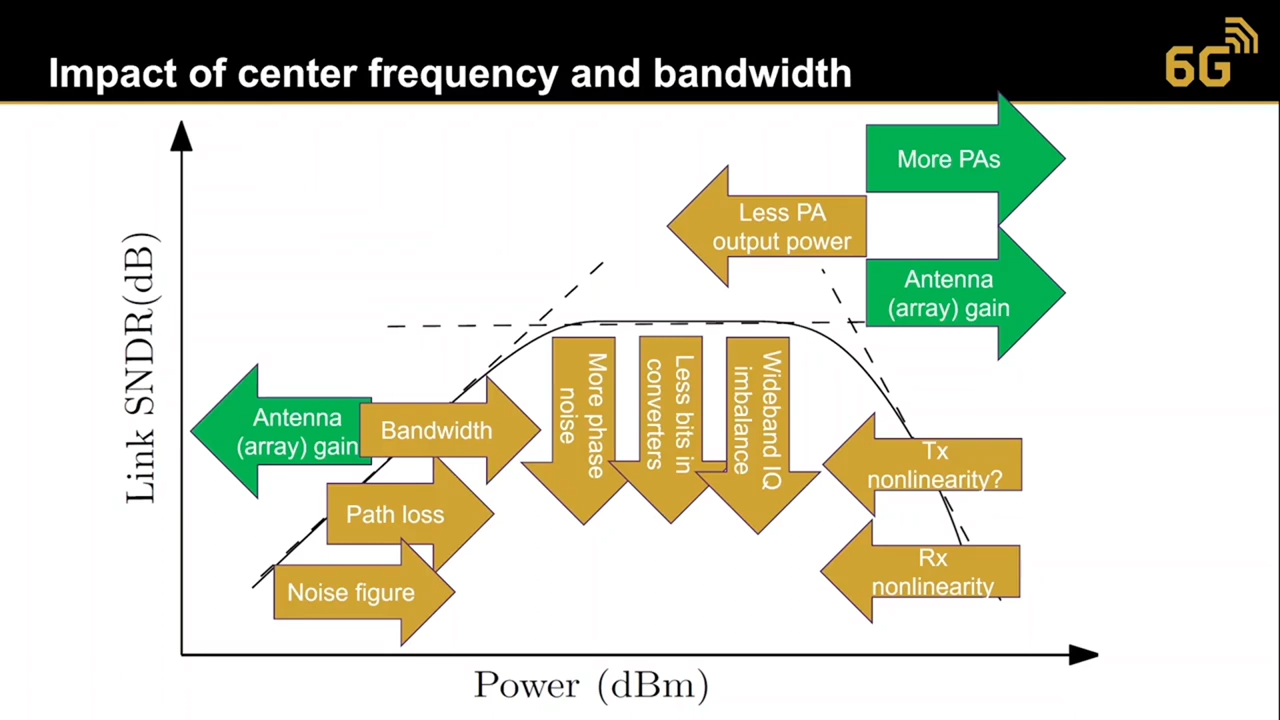 Impact of center frequency and bandwidth
6G
More PAs
Less PA
output power
Antenna
(array) gain
Link SNDR(dB)
Antenna
(array) gain
Bandwidth
Path loss
Noise figure
More phase
noise
Less bits in
converters
Wideband IQ
imbalance
Tx
nonlinearity?
Rx
nonlinearity
Power (dBm)